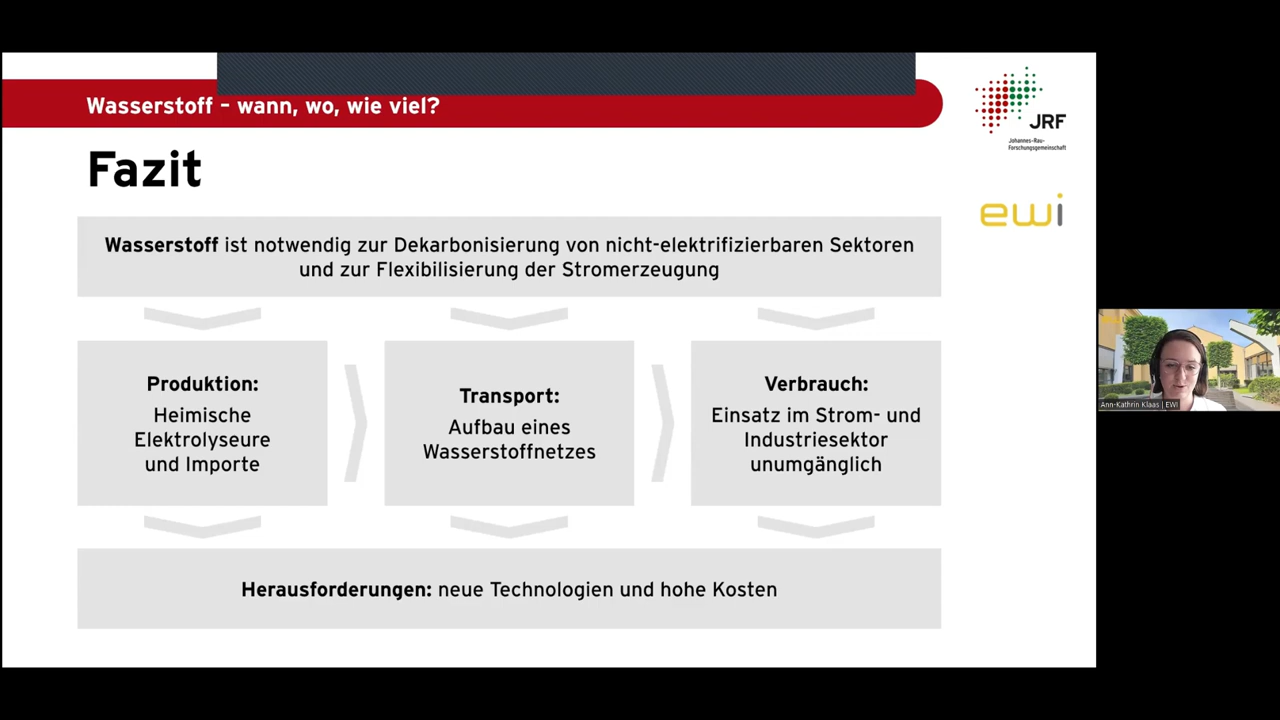 Wasserstoff – wann, wo, wie viel?
JRF
Johannes-Rau-
Forschungsgemeinschaft
Fazit
ewi
Wasserstoff ist notwendig zur Dekarbonisierung von nicht-elektrifizierbaren Sektoren
und zur Flexibilisierung der Stromerzeugung
Produktion:
Heimische
Elektrolyseure
und Importe
Transport:
Aufbau eines
Wasserstoffnetzes
Verbrauch:
Einsatz im Strom- und
Industriesektor
unumgänglich
Ann-Kathrin Klaas | EWI
Herausforderungen: neue Technologien und hohe Kosten